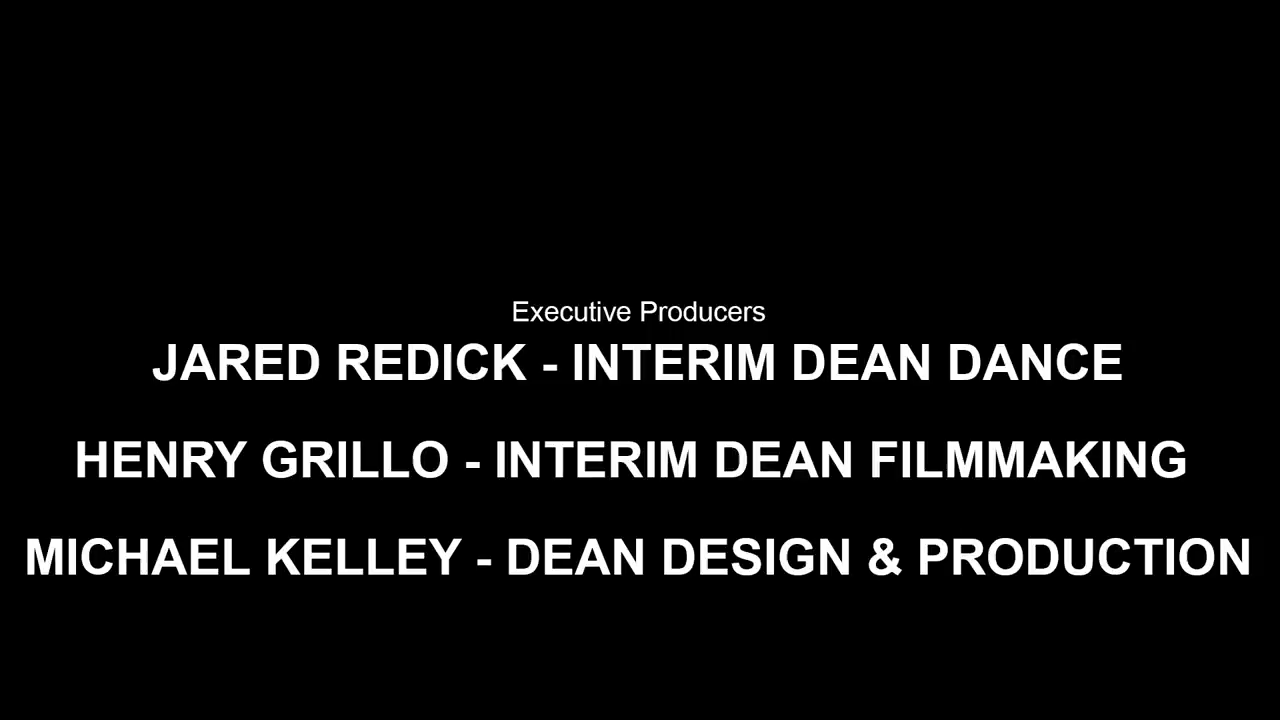 Executive Producers
JARED REDICK - INTERIM DEAN DANCE
HENRY GRILLO - INTERIM DEAN FILMMAKING
MICHAEL KELLEY - DEAN DESIGN & PRODUCTION